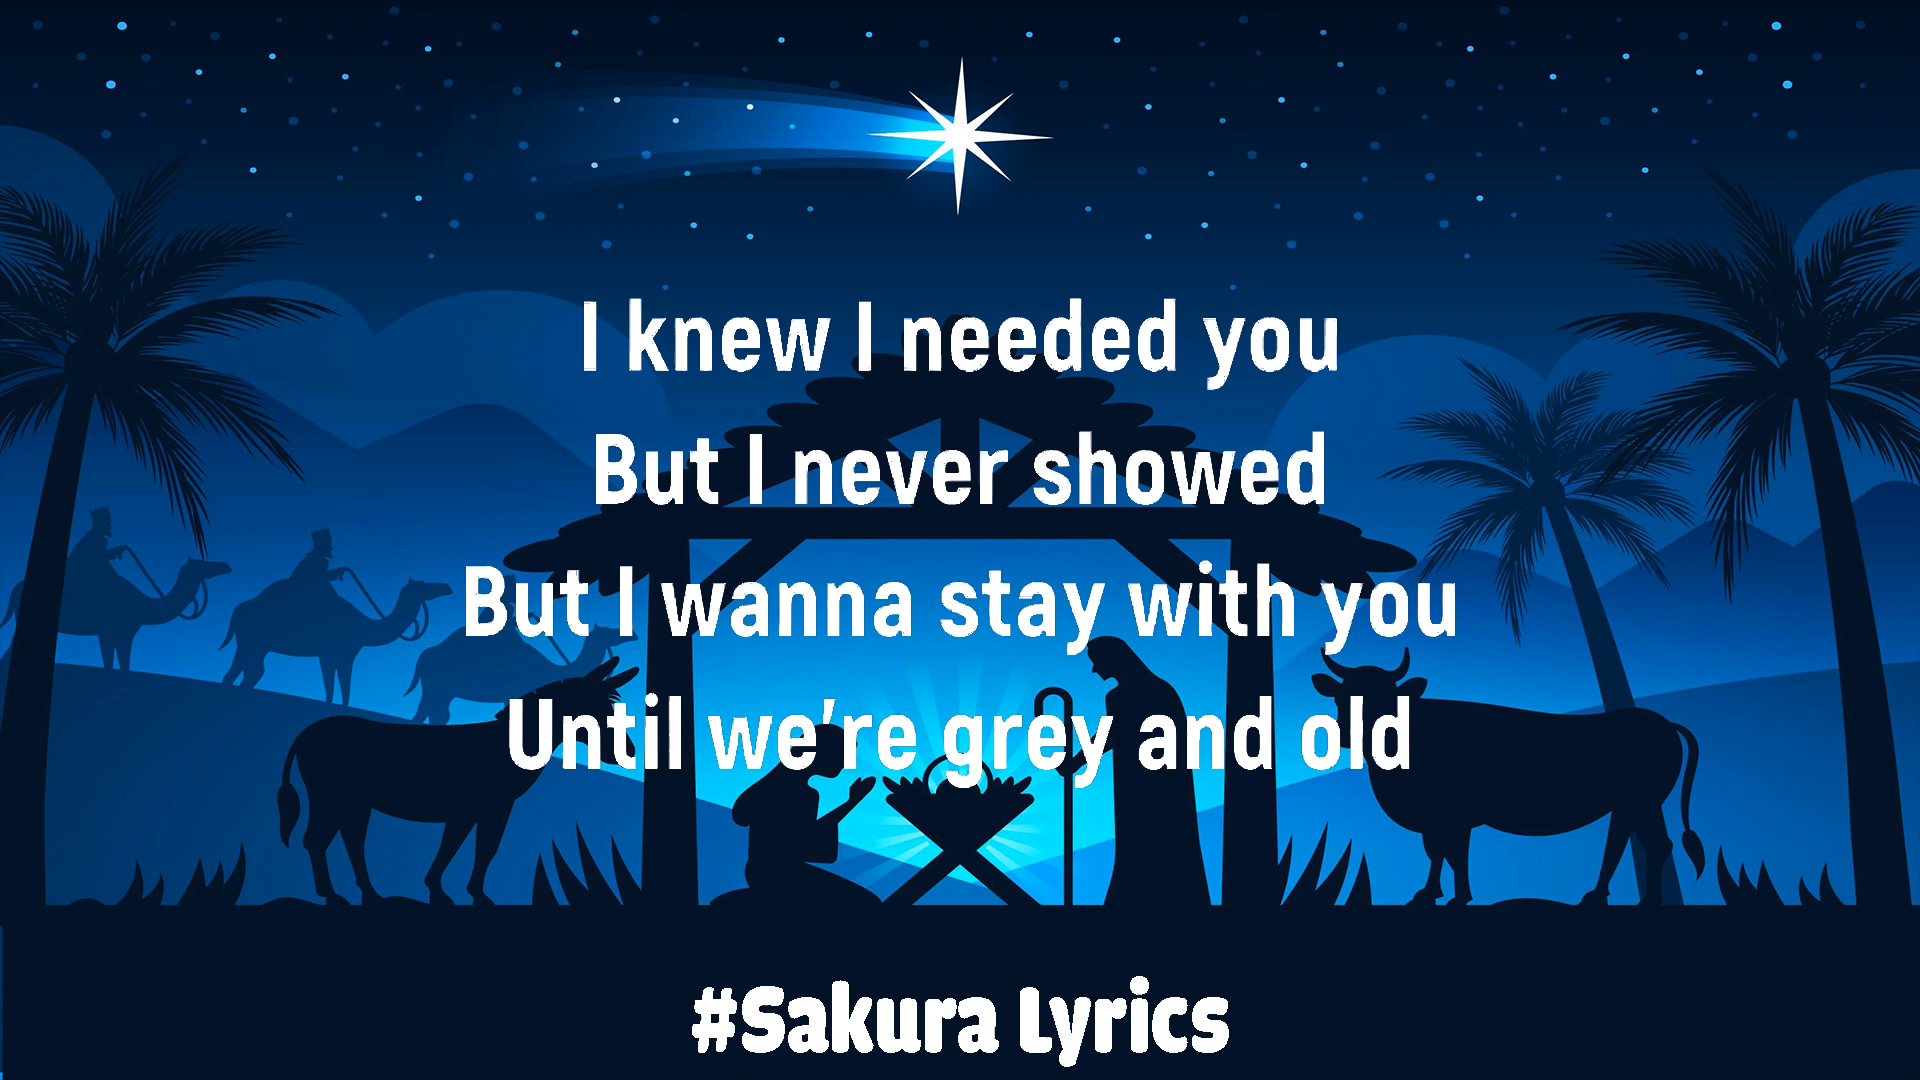 I knew I needed you
But I never showed
But I wanna stay with you
Until we're grey and old
#Sakura Lyrics